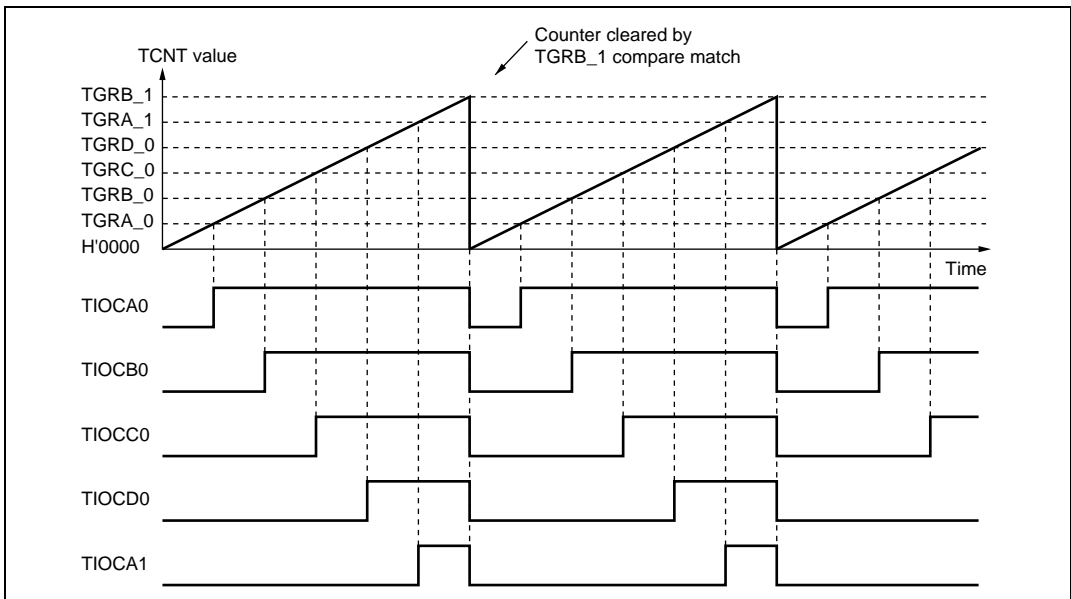 Counter cleared by
TGRB_1 compare match
TCNT value
TGRB_1
TGRA_1
TGRD_0
TGRC_0
TGRB_0
TGRA_0
H'0000
Time
TIOCA0
TIOCB0
TIOCC0
TIOCD0
TIOCA1